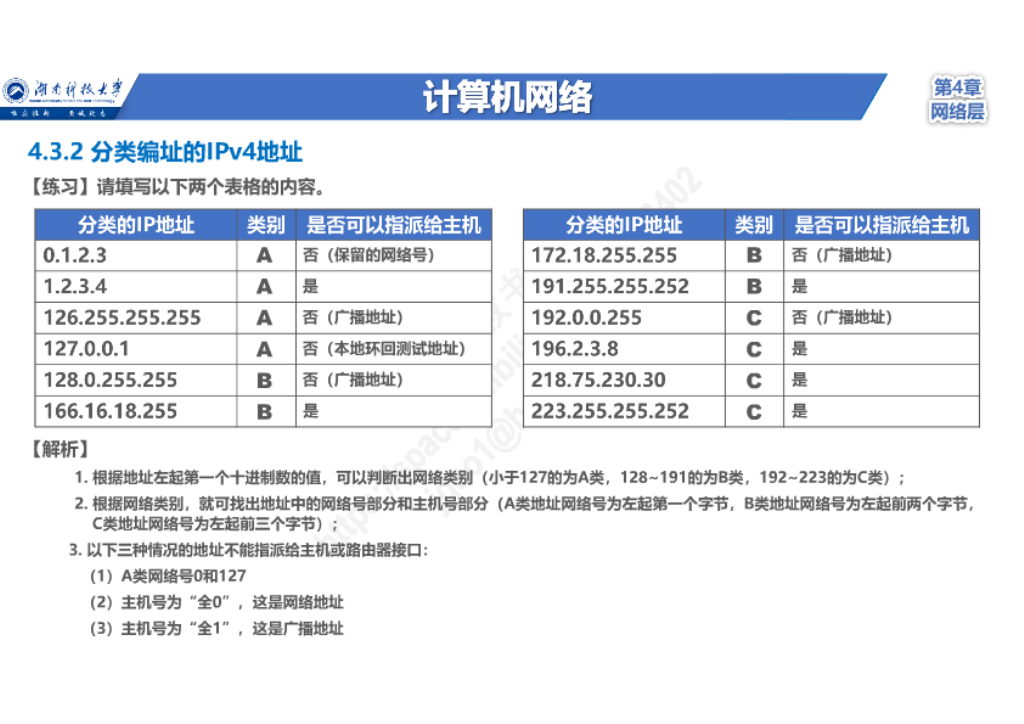 湖南科技大学
计算机网络
第4章
网络层
4.3.2 分类编址的IPv4地址
【练习】请填写以下两个表格的内容。
分类的IP地址 类别 是否可以指派给主机
0.1.2.3 A 否（保留的网络号）
1.2.3.4 A 是
126.255.255.255 A 否（广播地址）
127.0.0.1 A 否（本地环回测试地址）
128.0.255.255 B 否（广播地址）
166.16.18.255 B 是
分类的IP地址 类别 是否可以指派给主机
172.18.255.255 B 否（广播地址）
191.255.255.252 B 是
192.0.0.255 C 否（广播地址）
196.2.3.8 C 是
218.75.230.30 C 是
223.255.255.252 C 是
【解析】
1. 根据地址左起第一个十进制数的值，可以判断出网络类别（小于127的为A类，128~191的为B类，192~223的为C类）；
2. 根据网络类别，就可找出地址中的网络号部分和主机号部分（A类地址网络号为左起第一个字节，B类地址网络号为左起前两个字节，
C类地址网络号为左起前三个字节）；
3. 以下三种情况的地址不能指派给主机或路由器接口：
（1）A类网络号0和127
（2）主机号为“全0”，这是网络地址
（3）主机号为“全1”，这是广播地址